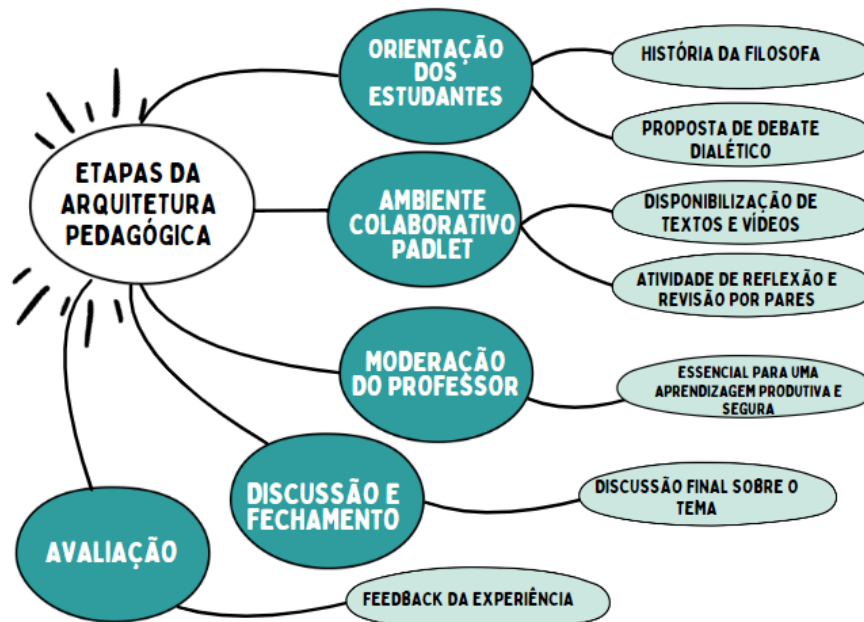 ORIENTAÇÃO
DOS
ESTUDANTES
HISTÓRIA DA FILOSOFA
PROPOSTA DE DEBATE
DIALÉTICO
ETAPAS DA
ARQUITETURA
PEDAGÓGICA
AMBIENTE
COLABORATIVO
PADLET
DISPONIBILIZAÇÃO DE
TEXTOS E VÍDEOS
ATIVIDADE DE REFLEXÃO E
REVISÃO POR PARES
MODERAÇÃO
DO PROFESSOR
ESSENCIAL PARA UMA
APRENDIZAGEM PRODUTIVA E
SEGURA
DISCUSSÃO E
FECHAMENTO
DISCUSSÃO FINAL SOBRE O
TEMA
AVALIAÇÃO
FEEDBACK DA EXPERIÊNCIA